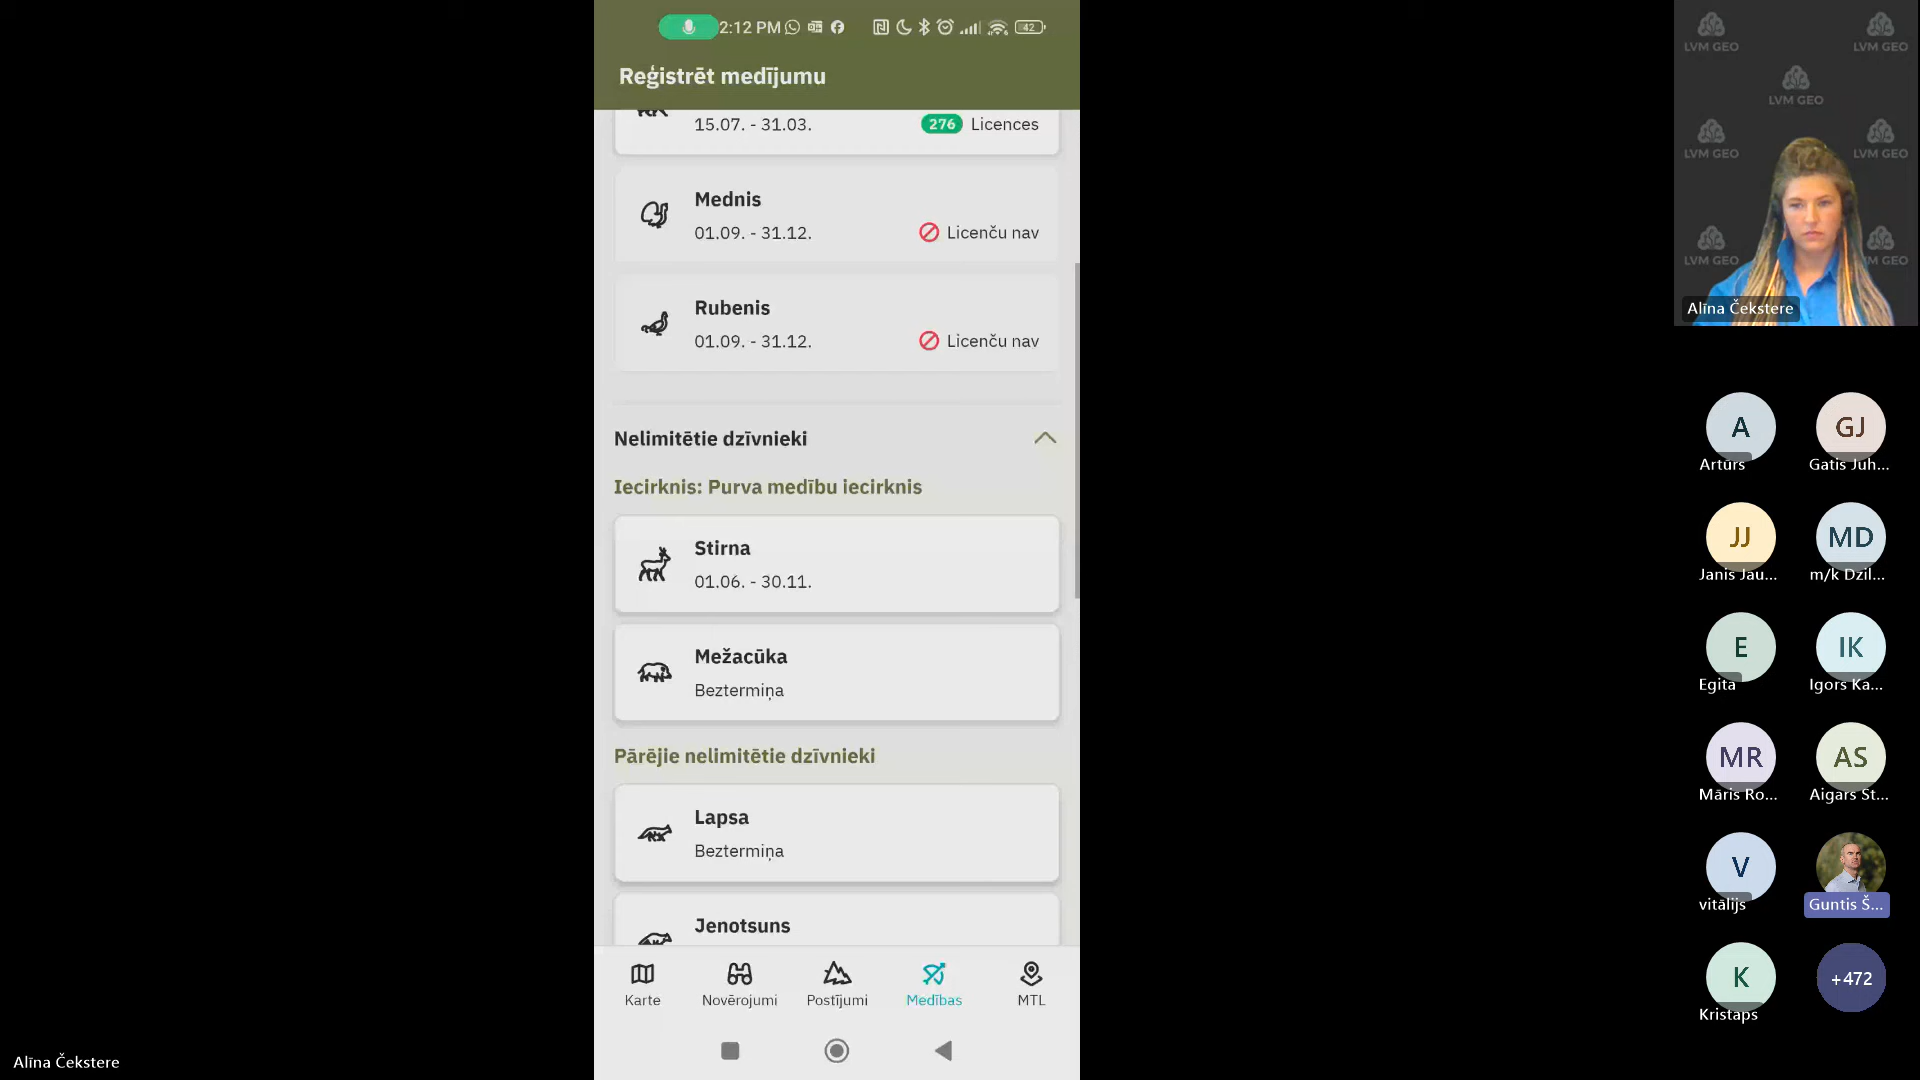 2:12 PM
42
Reģistrēt medījumu
15.07. - 31.03.
276 Licences
Mednis
01.09. - 31.12.
Licenču nav
Rubenis
01.09. - 31.12.
Licenču nav
Nelimitētie dzīvnieki
Iecirknis: Purva medību iecirknis
Stirna
01.06. - 30.11.
Mežacūka
Beztermiņa
Pārējie nelimitētie dzīvnieki
Lapsa
Beztermiņa
Jenotsuns
Karte
Novērojumi
Postījumi
Medības
MTL
Alīna Čekstere
LVM GEO
LVM GEO
LVM GEO
LVM GEO
LVM GEO
LVM GEO
VM GEO
Alīna Čekstere
A
Artūrs
GJ
Gatis Juh...
JJ
Janis Jau...
MD
m/k Dzil...
E
Egita
IK
Igors Ka...
MR
Māris Ro...
AS
Aigars St...
V
vitālijs
Guntis Š...
K
Kristaps
+472